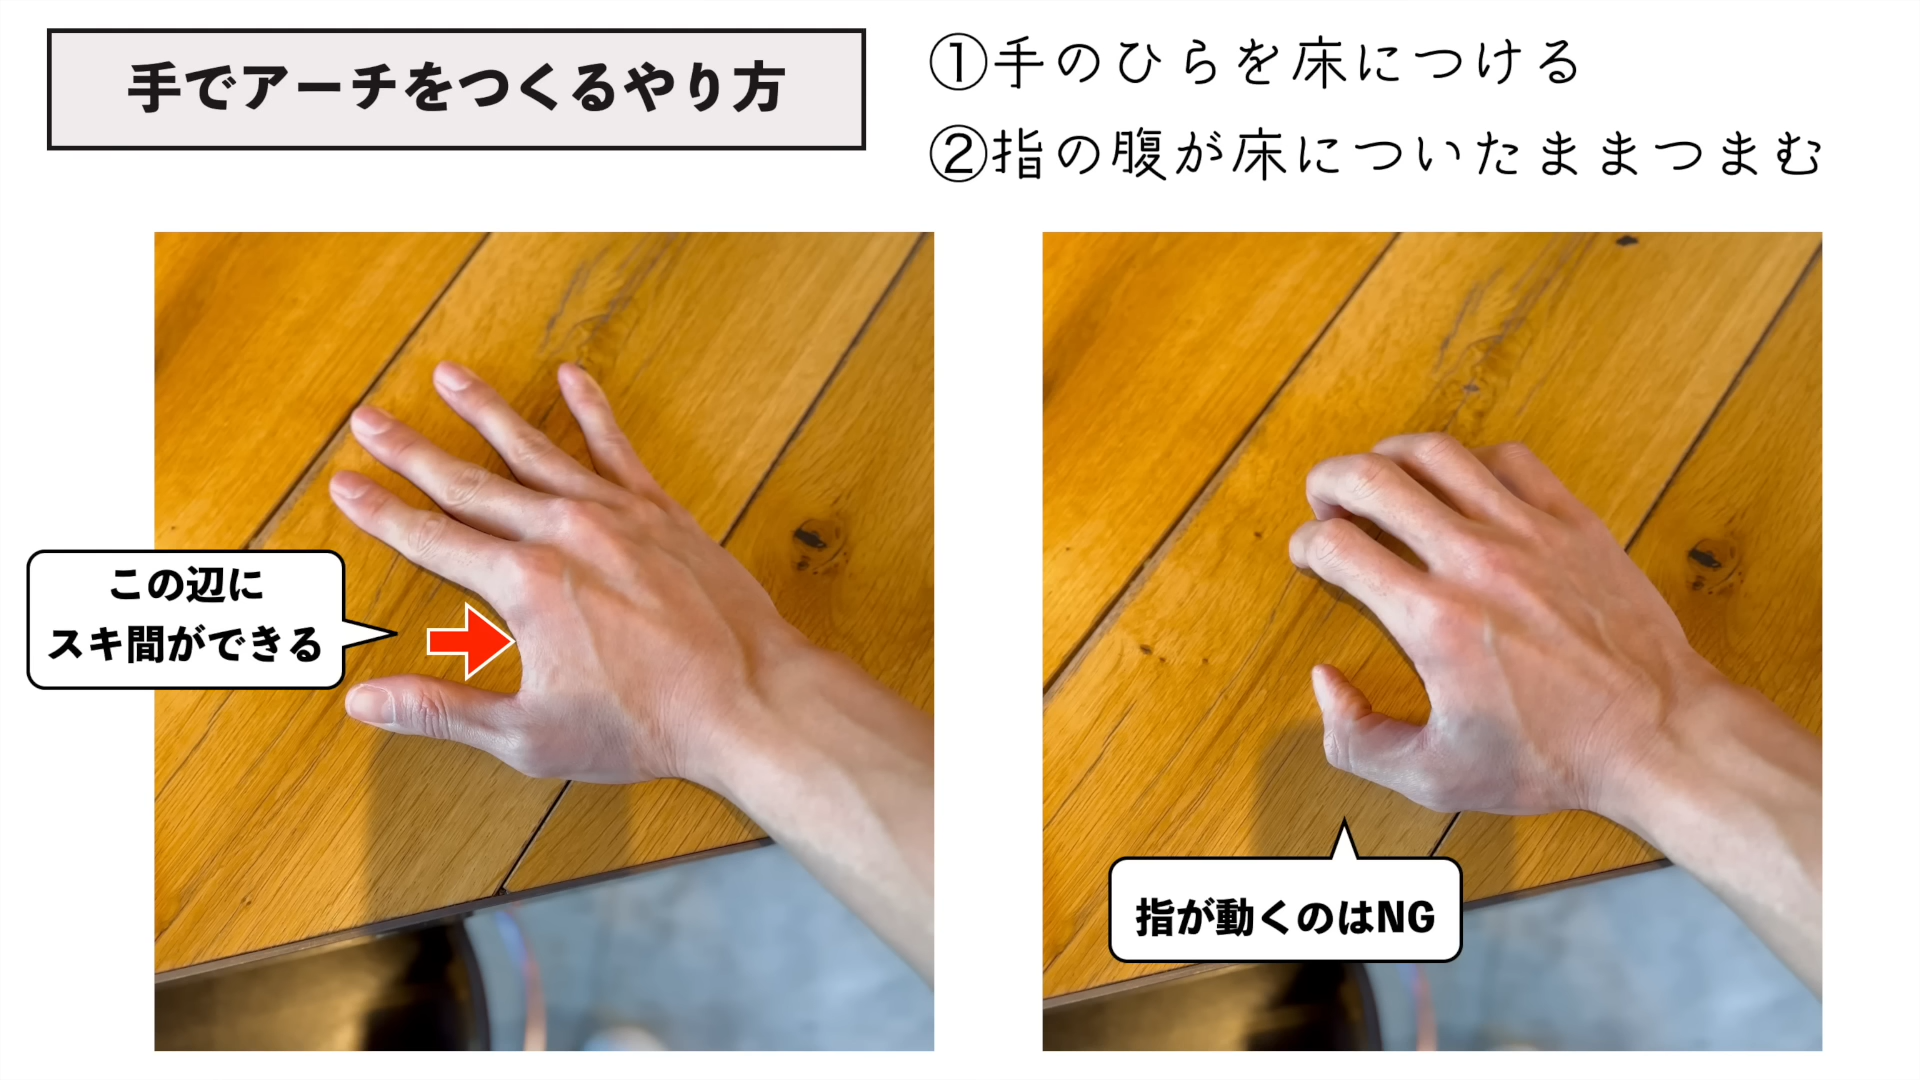 手でアーチをつくるやり方
①手のひらを床につける
②指の腹が床についたままつまむ
この辺に
スキ間ができる
指が動くのはNG